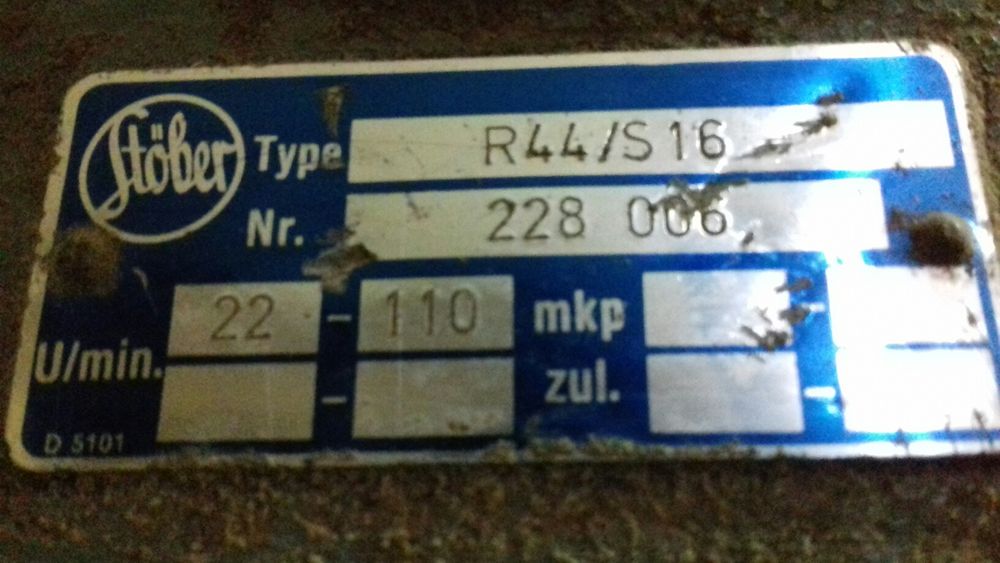 Stöber
Type R44/S16
Nr. 228 006
U/min. 22 - 110 mkp -
- zul. -
D 5101